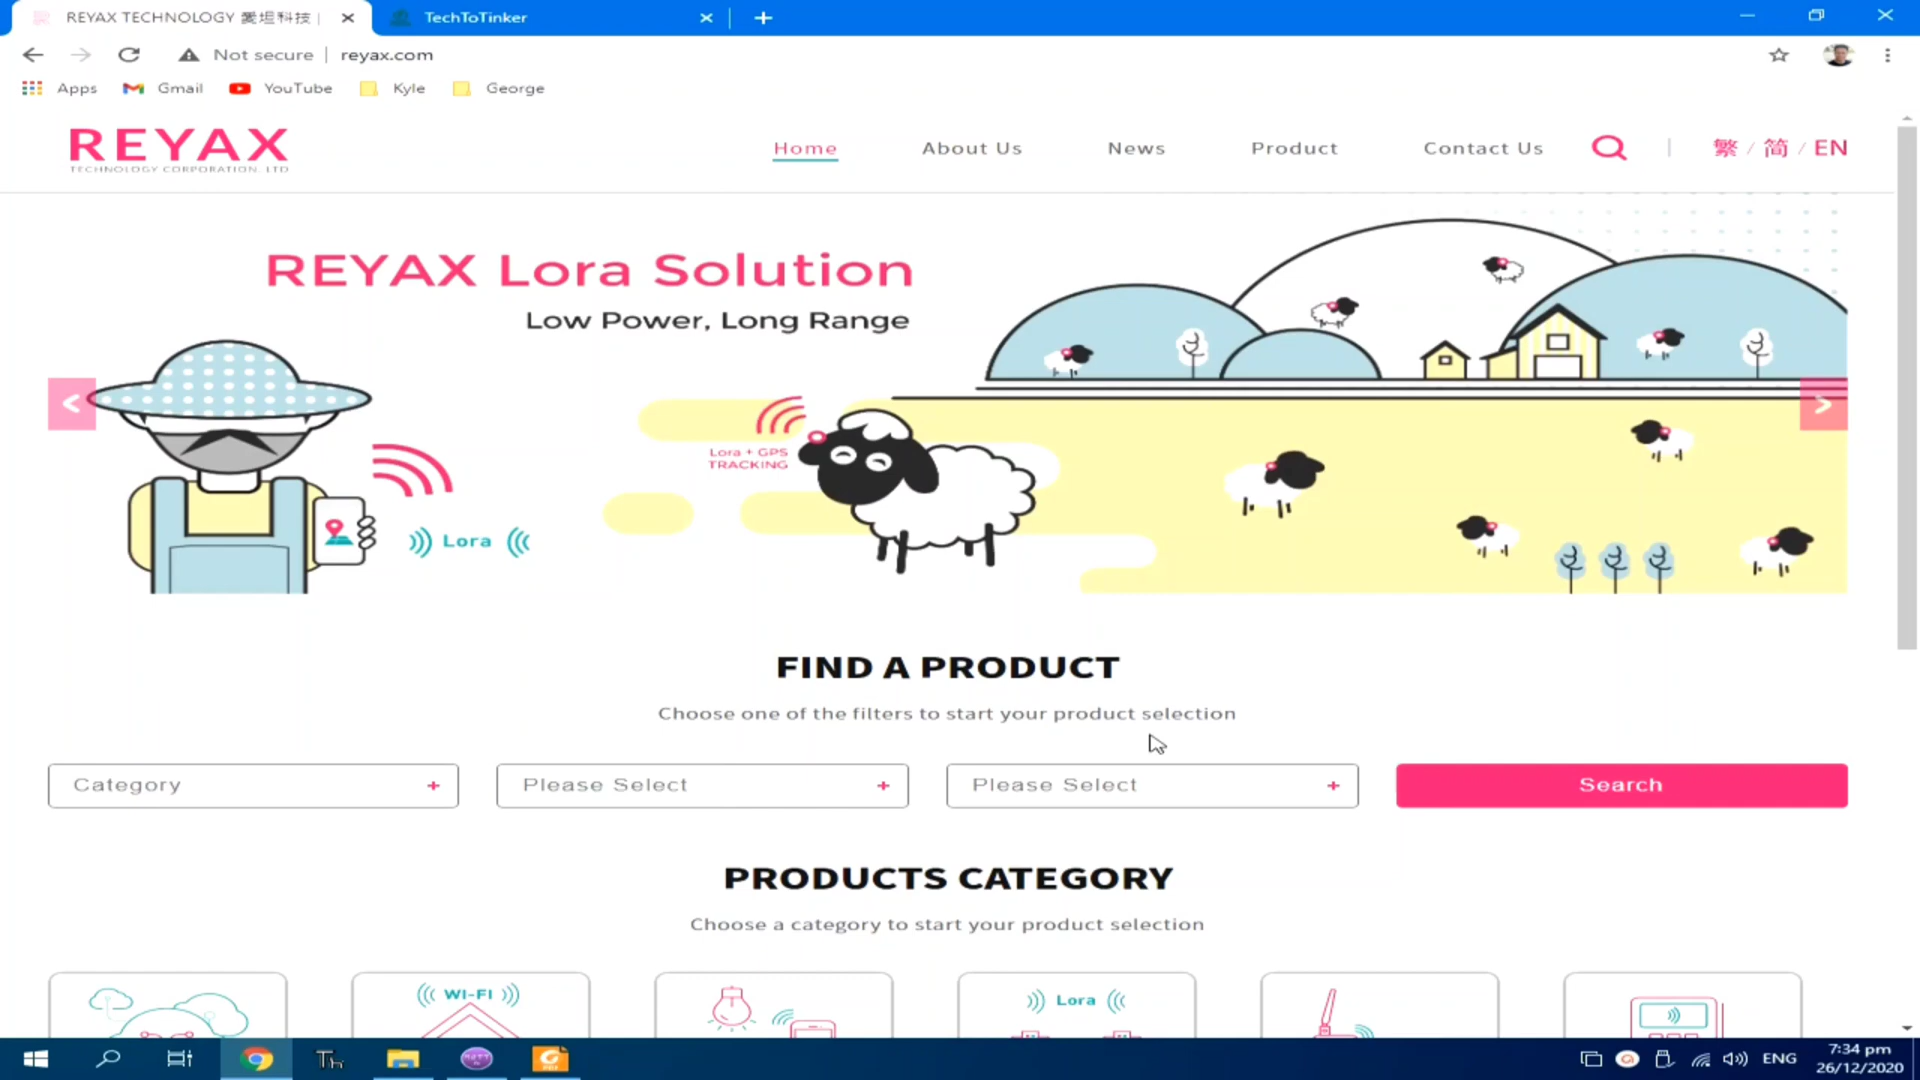 REYAX TECHNOLOGY 愛坦科技 |
TechToTinker
Not secure | reyax.com
Apps Gmail YouTube Kyle George
REYAX
TECHNOLOGY CORPORATION. LTD
Home About Us News Product Contact Us | 繁 / 简 / EN
REYAX Lora Solution
Low Power, Long Range
< >
Lora + GPS
TRACKING
Lora
FIND A PRODUCT
Choose one of the filters to start your product selection
Category + Please Select + Please Select + Search
PRODUCTS CATEGORY
Choose a category to start your product selection
WI-FI Lora
ENG
7:34 pm
26/12/2020